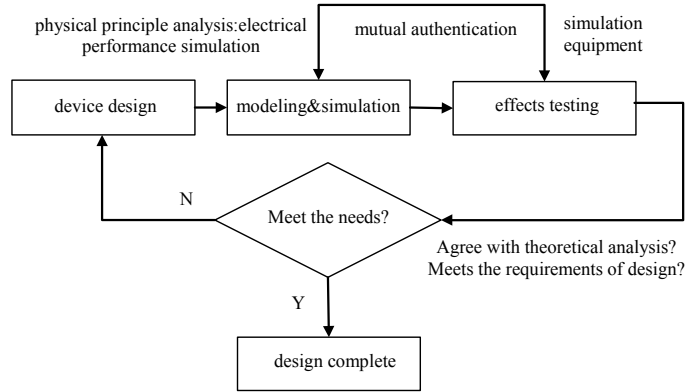 physical principle analysis:electrical
performance simulation
mutual authentication
simulation
equipment
device design
modeling&simulation
effects testing
N
Meet the needs?
Agree with theoretical analysis?
Meets the requirements of design?
Y
design complete